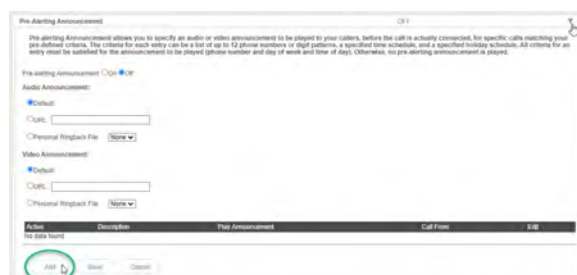 Pre-Alerting Announcement OFF
Pre-alerting Announcement allows you to specify an audio or video announcement to be played to your callers, before the call is actually connected, for specific calls matching your
pre-defined criteria. The criteria for each entry can be a list of up to 12 phone numbers or digit patterns, a specified time schedule, and a specified holiday schedule. All criteria for an
entry must be satisfied for the announcement to be played (phone number and day of week and time of day). Otherwise, no pre-alerting announcement is played.
Pre-alerting Announcement On Off
Audio Announcement:
Default
URL
Personal Ringback File None
Video Announcement:
Default
URL
Personal Ringback File None
Active Description Play Announcement Call From Edit
No data found
Add Save Cancel